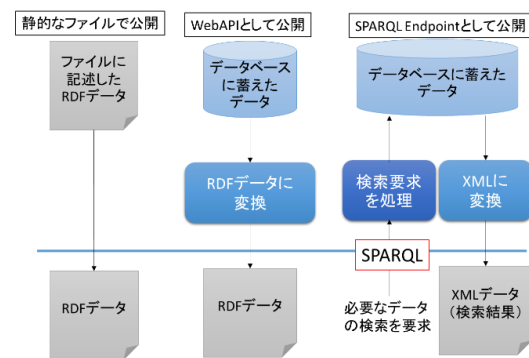 静的なファイルで公開
WebAPIとして公開
SPARQL Endpointとして公開
ファイルに
記述した
RDFデータ
データベース
に蓄えた
データ
データベースに蓄えた
データ
RDFデータに
変換
検索要求
を処理
XMLに
変換
SPARQL
RDFデータ
RDFデータ
必要なデータ
の検索を要求
XMLデータ
(検索結果)